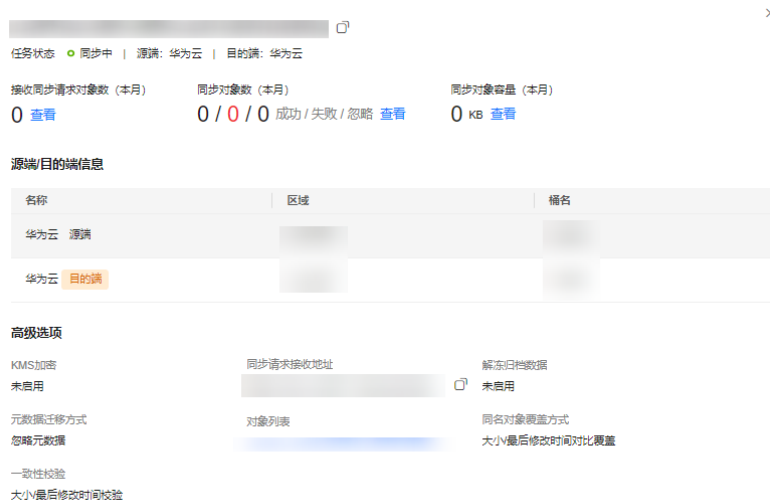 任务状态 同步中 | 源端：华为云 | 目的端：华为云
接收同步请求对象数（本月） 同步对象数（本月） 同步对象容量（本月）
0 查看 0 / 0 / 0 成功 / 失败 / 忽略 查看 0 KB 查看
源端/目的端信息
名称 区域 桶名
华为云 源端
华为云 目的端
高级选项
KMS加密 同步请求接收地址 解冻归档数据
未启用 未启用
元数据迁移方式 对象列表 同名对象覆盖方式
忽略元数据 大小/最后修改时间对比覆盖
一致性校验
大小/最后修改时间校验